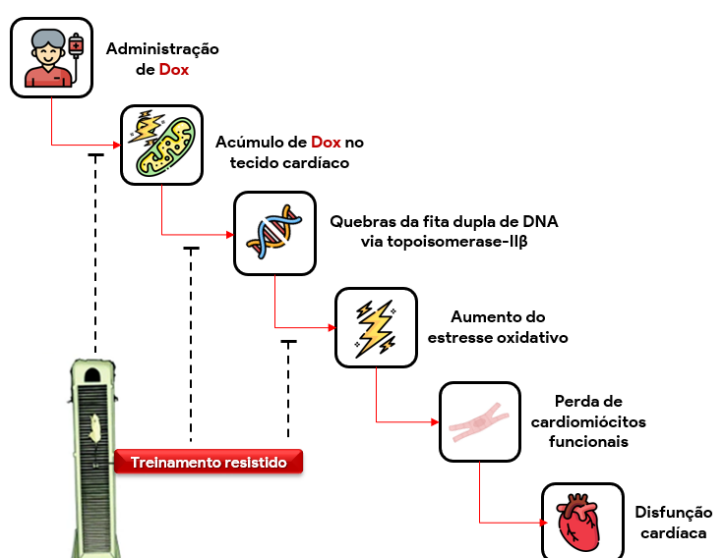 Administração
de Dox
Acúmulo de Dox no
tecido cardíaco
Quebras da fita dupla de DNA
via topoisomerase-IIβ
Aumento do
estresse oxidativo
Perda de
cardiomiócitos
funcionais
Treinamento resistido
Disfunção
cardíaca